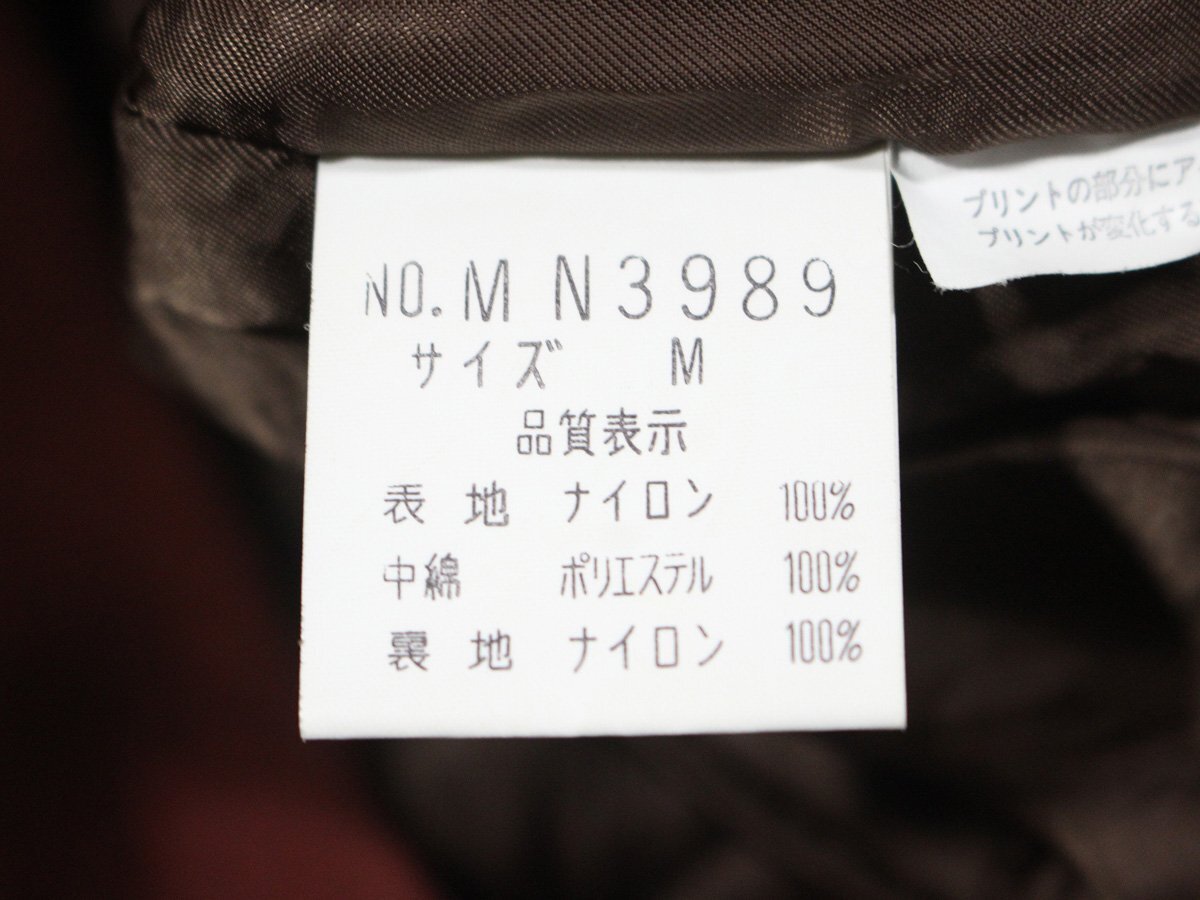 NO.MN3989
サイズ M
品質表示
表地 ナイロン 100%
中綿 ポリエステル 100%
裏地 ナイロン 100%
プリントの部分にア
プリントが変化する